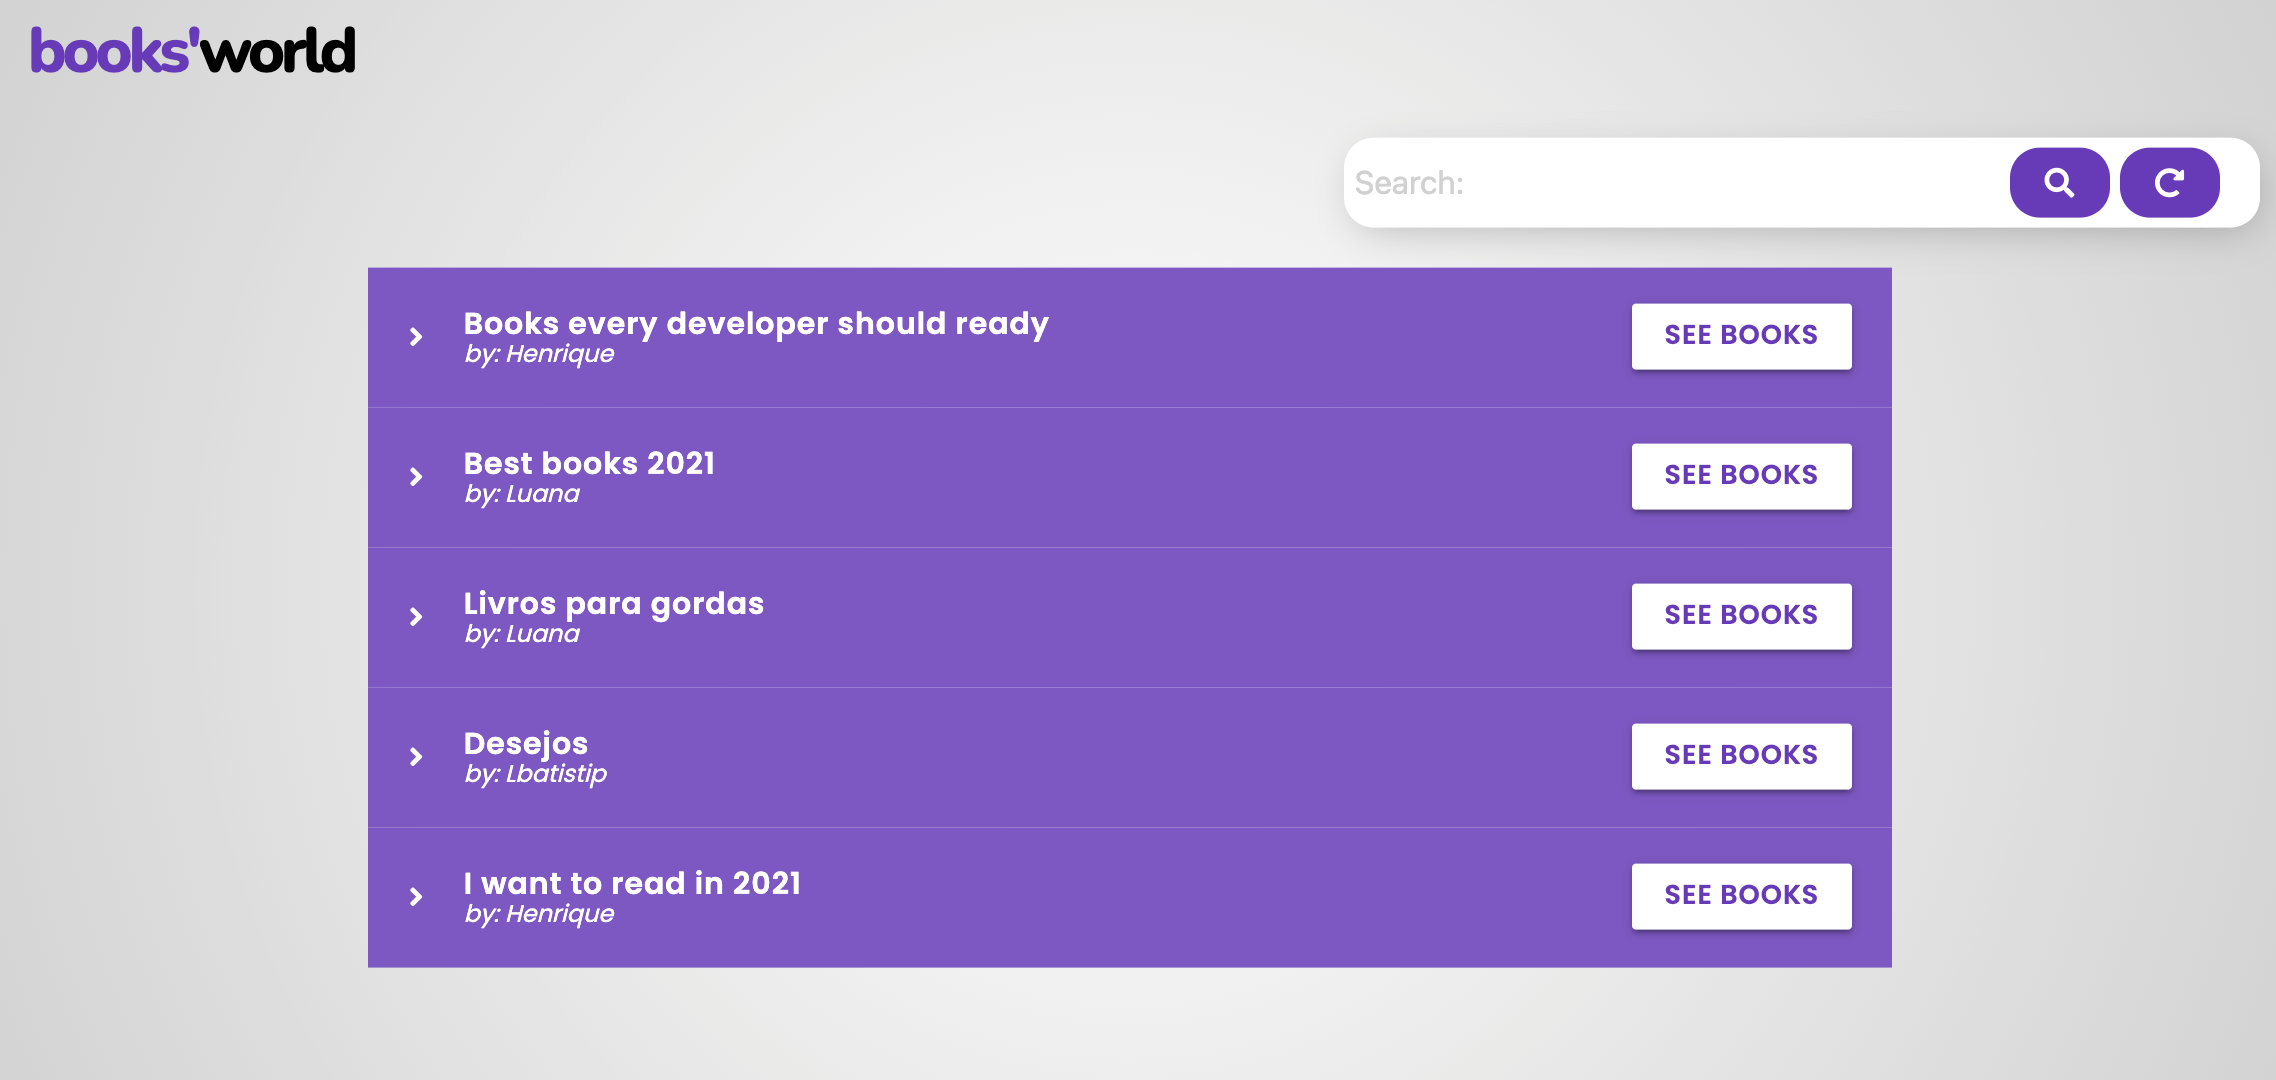 books'world
Search:
Books every developer should ready
by: Henrique
SEE BOOKS
Best books 2021
by: Luana
SEE BOOKS
Livros para gordas
by: Luana
SEE BOOKS
Desejos
by: Lbatistip
SEE BOOKS
I want to read in 2021
by: Henrique
SEE BOOKS